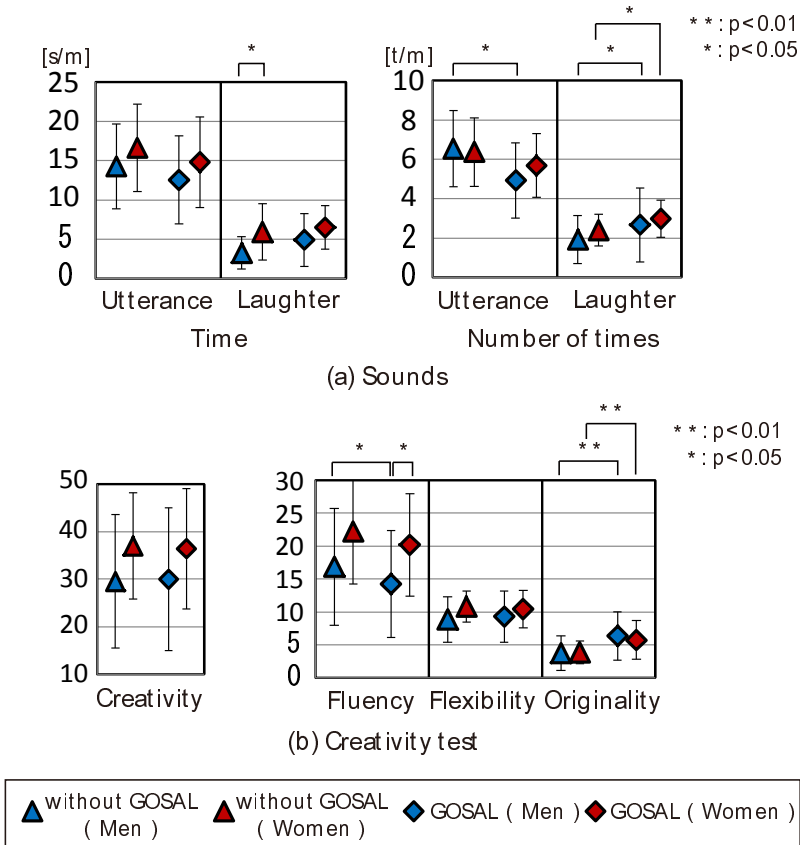 [s/m]
*
25
20
15
10
5
0
Utterance Laughter
Time
[t/m]
*
*
*
**: p<0.01
*: p<0.05
10
8
6
4
2
0
Utterance Laughter
Number of times
(a) Sounds
50
40
30
20
10
Creativity
*
*
**
**
**: p<0.01
*: p<0.05
30
25
20
15
10
5
0
Fluency Flexibility Originality
(b) Creativity test
without GOSAL
( Men )
without GOSAL
( Women )
GOSAL ( Men )
GOSAL ( Women )